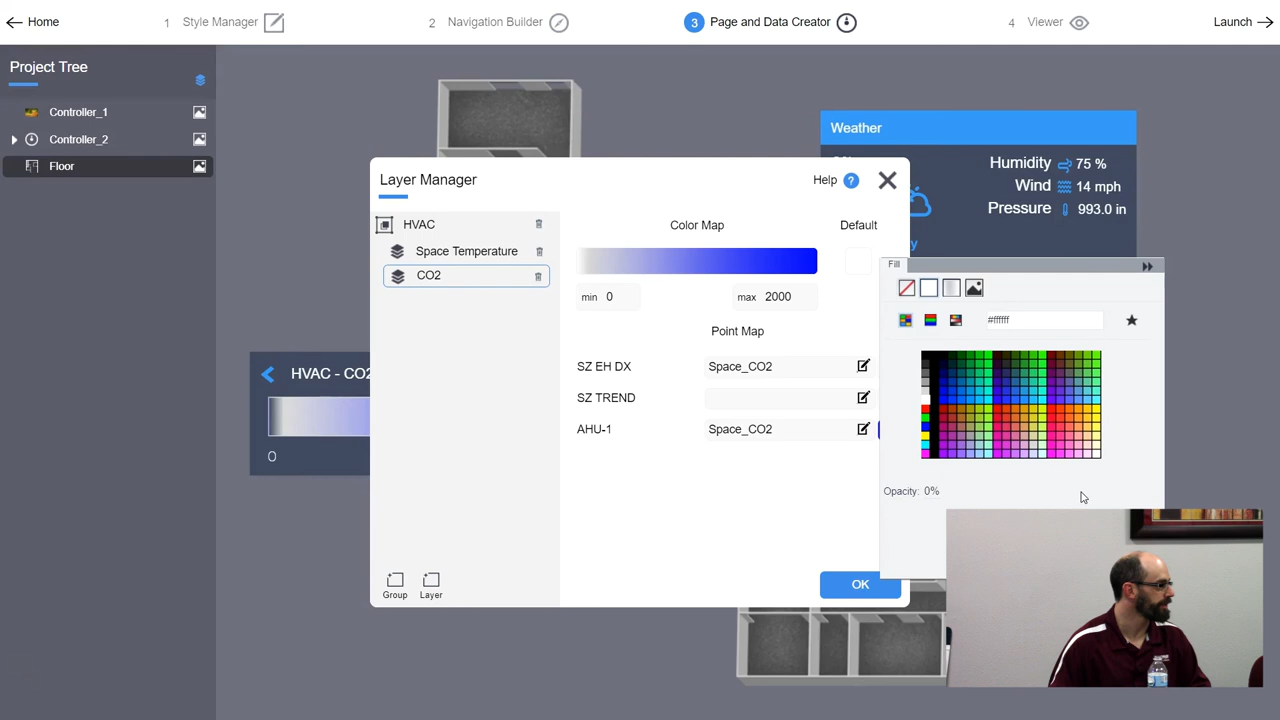 Home
1 Style Manager
2 Navigation Builder
3 Page and Data Creator
4 Viewer
Launch
Project Tree
Controller_1
Controller_2
Floor
Weather
Humidity 75 %
Wind 14 mph
Pressure 993.0 in
Layer Manager
Help ?
HVAC
Space Temperature
CO2
Color Map
Default
min 0
max 2000
Point Map
SZ EH DX Space_CO2
SZ TREND
AHU-1 Space_CO2
Group
Layer
OK
Fill
#ffffff
Opacity: 0%
HVAC - CO2
0